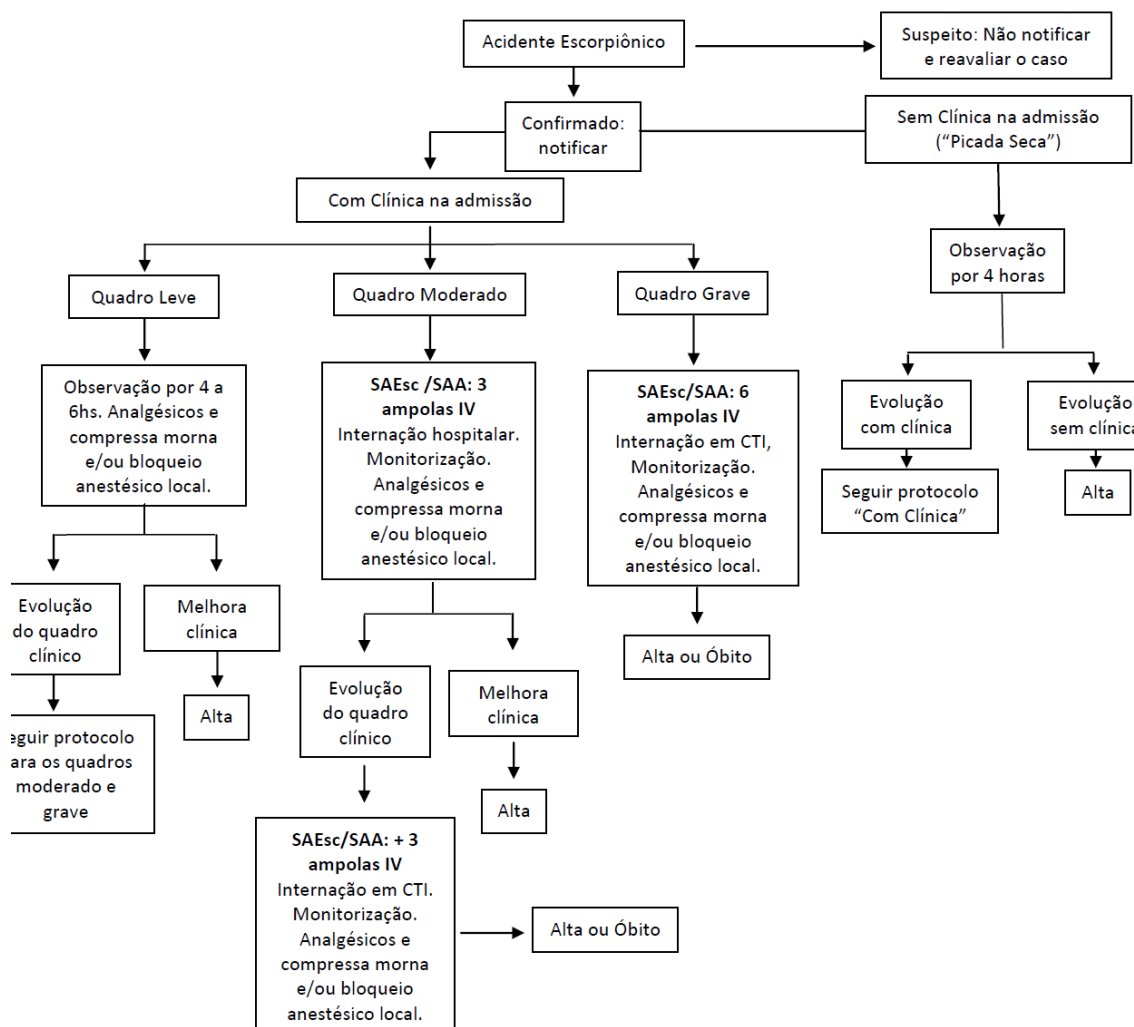 Acidente Escorpiônico
Suspeito: Não notificar
e reavaliar o caso
Confirmado:
notificar
Sem Clínica na admissão
(“Picada Seca”)
Com Clínica na admissão
Observação
por 4 horas
Quadro Leve
Quadro Moderado
Quadro Grave
Observação por 4 a
6hs. Analgésicos e
compressa morna
e/ou bloqueio
anestésico local.
SAEsc /SAA: 3
ampolas IV
Internação hospitalar.
Monitorização.
Analgésicos e
compressa morna
e/ou bloqueio
anestésico local.
SAEsc/SAA: 6
ampolas IV
Internação em CTI,
Monitorização.
Analgésicos e
compressa morna
e/ou bloqueio
anestésico local.
Evolução
com clínica
Evolução
sem clínica
Seguir protocolo
“Com Clínica”
Alta
Evolução
do quadro
clínico
Melhora
clínica
Alta
eguir protocolo
ara os quadros
moderado e
grave
Evolução
do quadro
clínico
Melhora
clínica
Alta
Alta ou Óbito
SAEsc/SAA: + 3
ampolas IV
Internação em CTI.
Monitorização.
Analgésicos e
compressa morna
e/ou bloqueio
anestésico local.
Alta ou Óbito